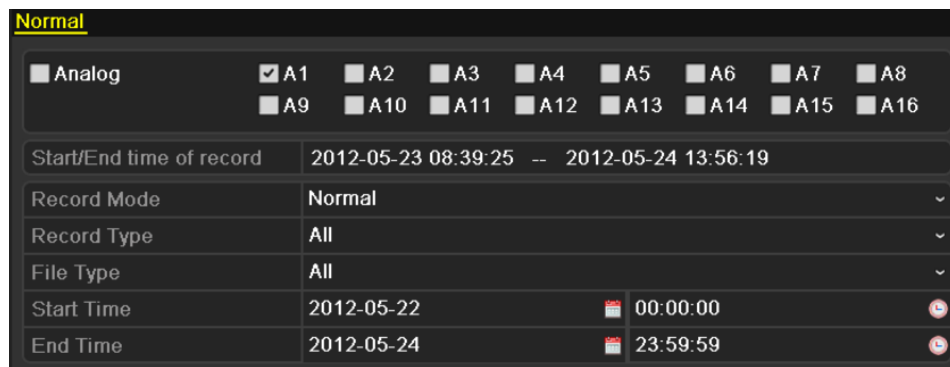 Normal
Analog A1 A2 A3 A4 A5 A6 A7 A8
A9 A10 A11 A12 A13 A14 A15 A16
Start/End time of record 2012-05-23 08:39:25 -- 2012-05-24 13:56:19
Record Mode Normal
Record Type All
File Type All
Start Time 2012-05-22 00:00:00
End Time 2012-05-24 23:59:59